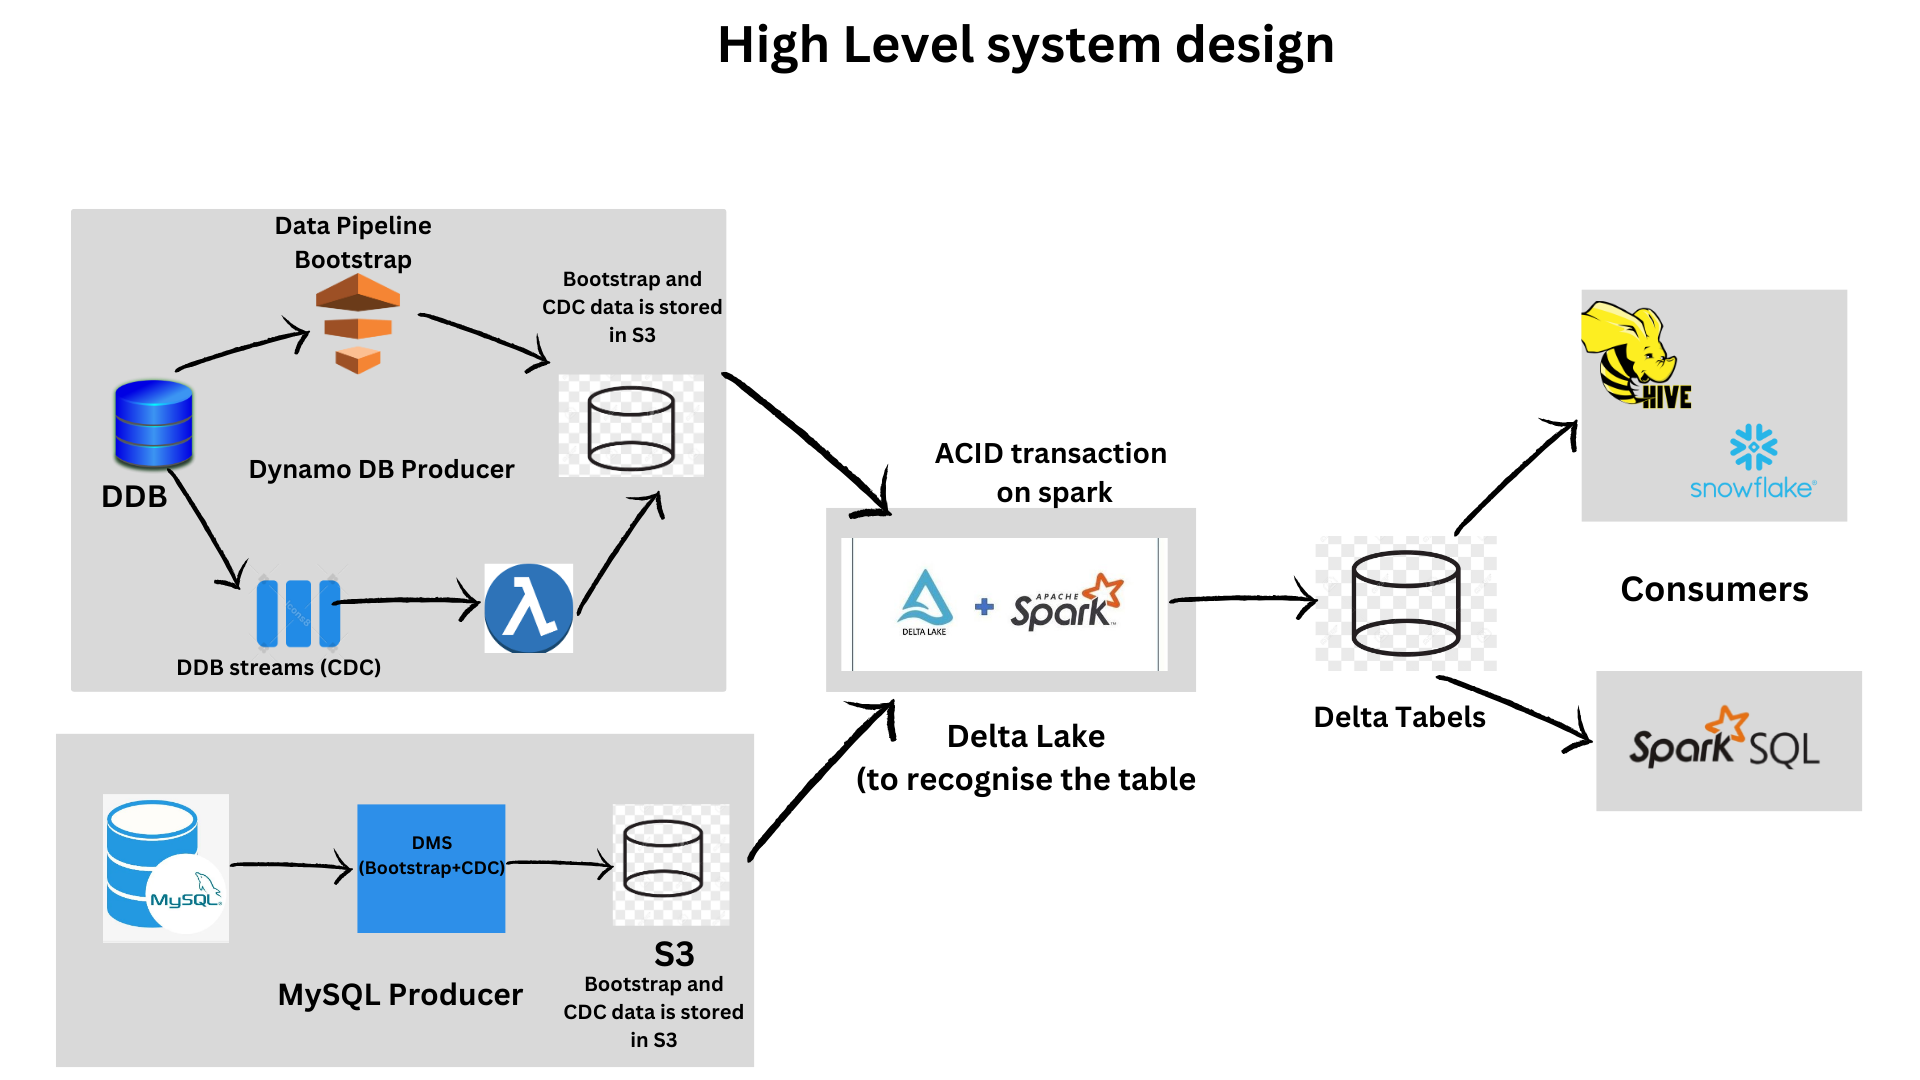 High Level system design
Data Pipeline
Bootstrap
Bootstrap and
CDC data is stored
in S3
Dynamo DB Producer
DDB
DDB streams (CDC)
icons8
λ
ACID transaction
on spark
DELTA LAKE
+
APACHE
Spark™
Delta Lake
(to recognise the table
Delta Tabels
HIVE
snowflake®
Consumers
Spark SQL
MySQL®
DMS
(Bootstrap+CDC)
S3
Bootstrap and
CDC data is stored
in S3
MySQL Producer